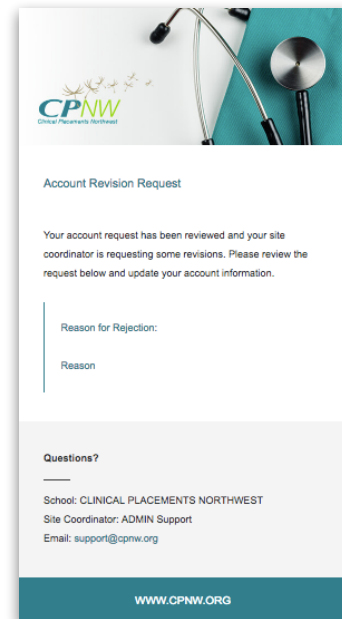 CPNW
Clinical Placements Northwest
Account Revision Request
Your account request has been reviewed and your site
coordinator is requesting some revisions. Please review the
request below and update your account information.
Reason for Rejection:
Reason
Questions?
School: CLINICAL PLACEMENTS NORTHWEST
Site Coordinator: ADMIN Support
Email: support@cpnw.org
WWW.CPNW.ORG